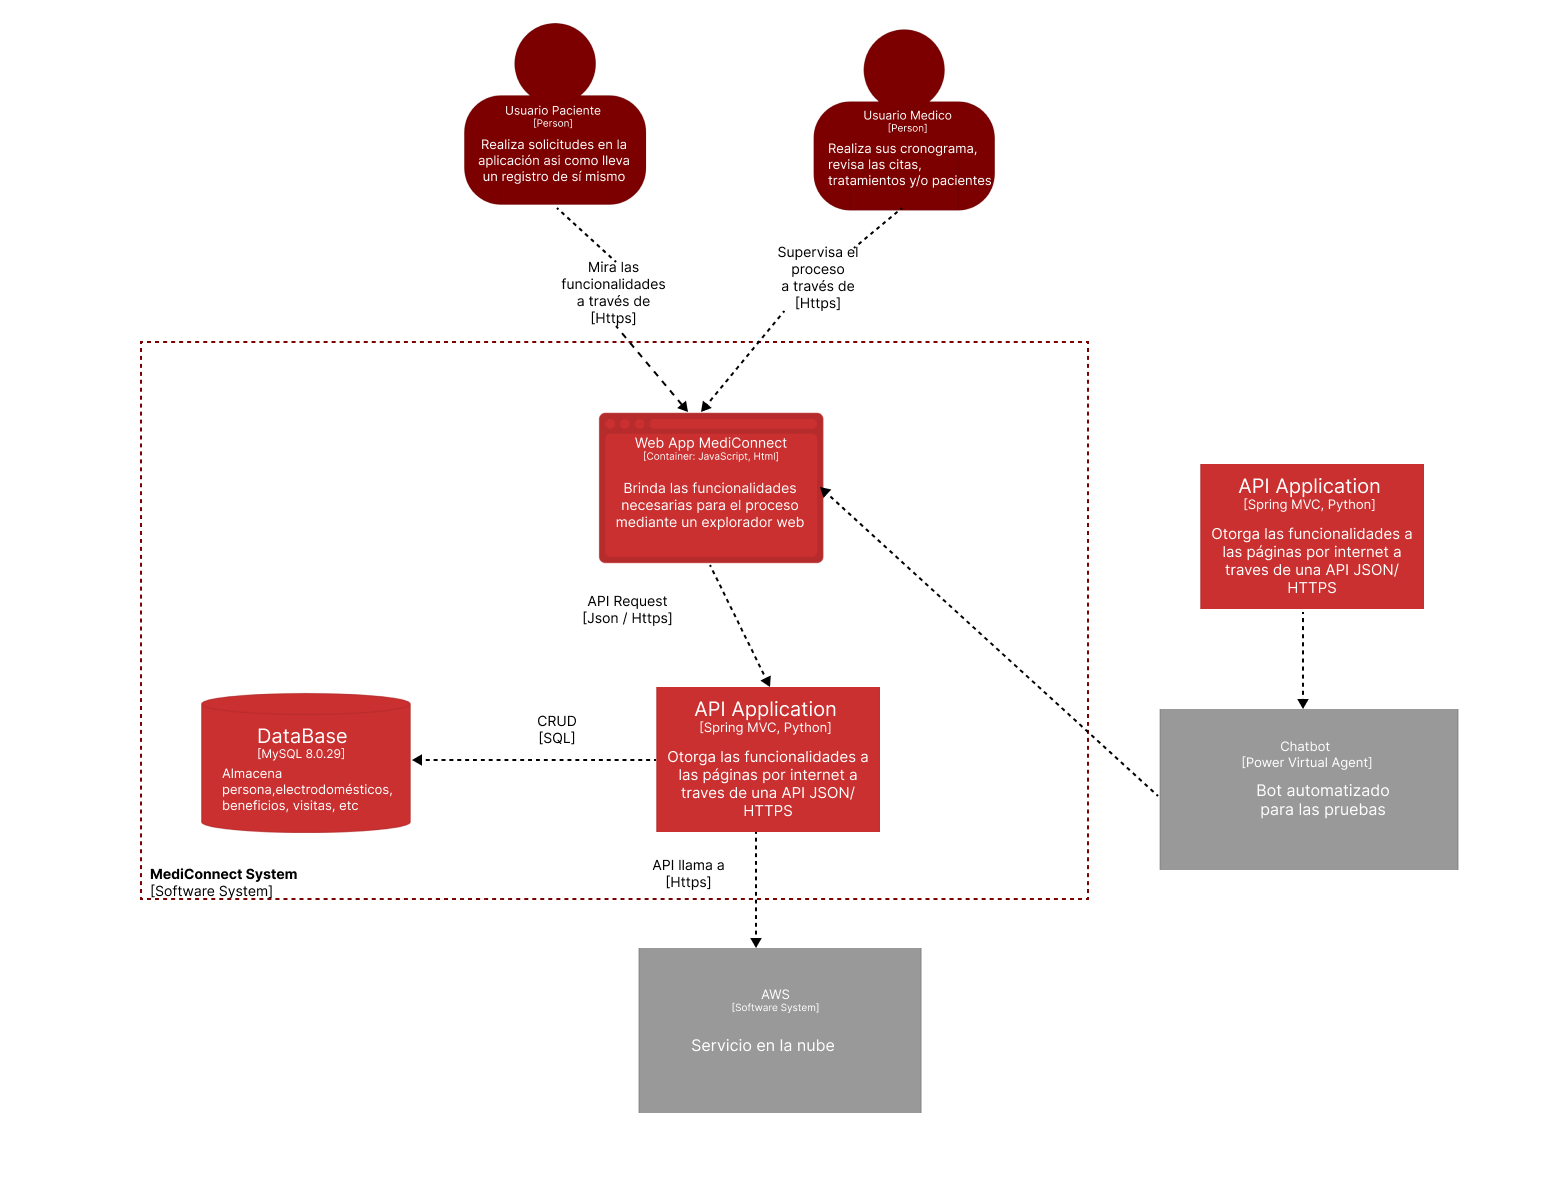 Usuario Paciente
[Person]
Realiza solicitudes en la
aplicación asi como lleva
un registro de sí mismo
Usuario Medico
[Person]
Realiza sus cronograma,
revisa las citas,
tratamientos y/o pacientes
Mira las
funcionalidades
a través de
[Https]
Supervisa el
proceso
a través de
[Https]
Web App MediConnect
[Container: JavaScript, Html]
Brinda las funcionalidades
necesarias para el proceso
mediante un explorador web
API Application
[Spring MVC, Python]
Otorga las funcionalidades a
las páginas por internet a
traves de una API JSON/
HTTPS
API Request
[Json / Https]
DataBase
[MySQL 8.0.29]
Almacena
persona,electrodomésticos,
beneficios, visitas, etc
CRUD
[SQL]
API Application
[Spring MVC, Python]
Otorga las funcionalidades a
las páginas por internet a
traves de una API JSON/
HTTPS
Chatbot
[Power Virtual Agent]
Bot automatizado
para las pruebas
API llama a
[Https]
MediConnect System
[Software System]
AWS
[Software System]
Servicio en la nube